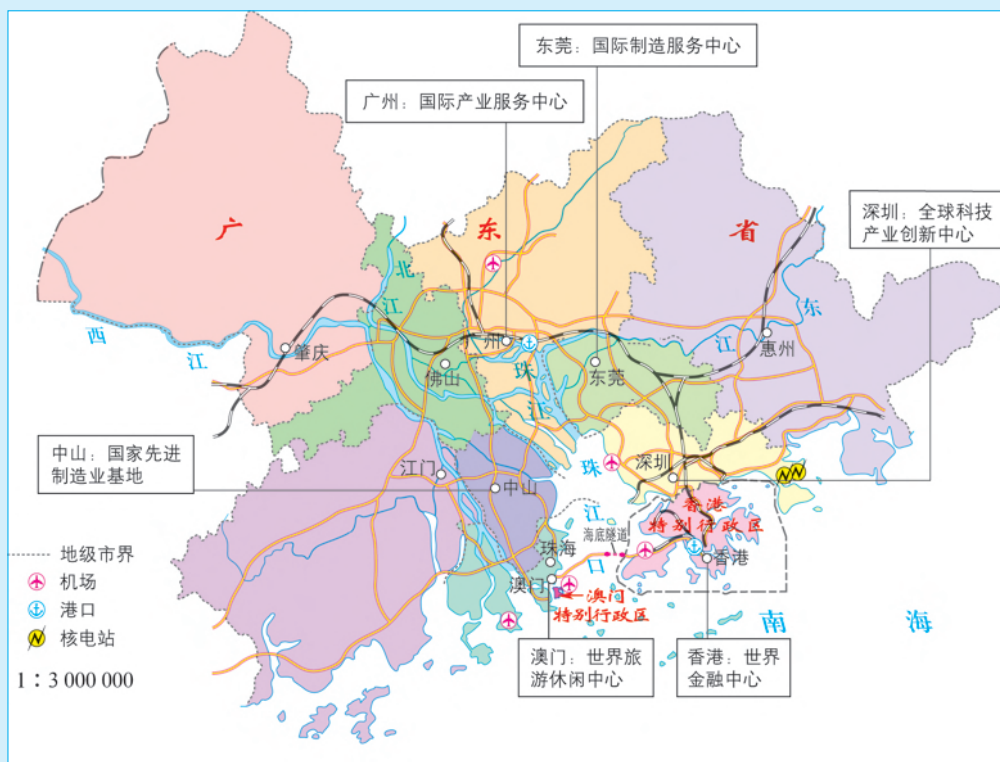 东莞：国际制造服务中心
广州：国际产业服务中心
深圳：全球科技
产业创新中心
广
东
省
北
江
西
江
东
江
肇庆
广州
佛山
珠
江
东莞
惠州
中山：国家先进
制造业基地
江门
中山
深圳
珠
江
口
香港
特别行政区
海底隧道
香港
珠海
澳门
澳门
特别行政区
南
海
地级市界
机场
港口
核电站
1：3 000 000
澳门：世界旅
游休闲中心
香港：世界
金融中心